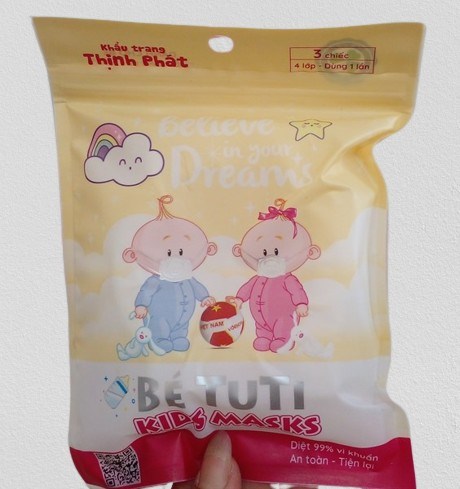 Khẩu trang
Thịnh Phát
3 chiếc
4 lớp - Dùng 1 lần
Believe
in your
Dreams
VIỆT NAM
BÉ TUTI
KIDS MASKS
Diệt 99% vi khuẩn
An toàn - Tiện lợi